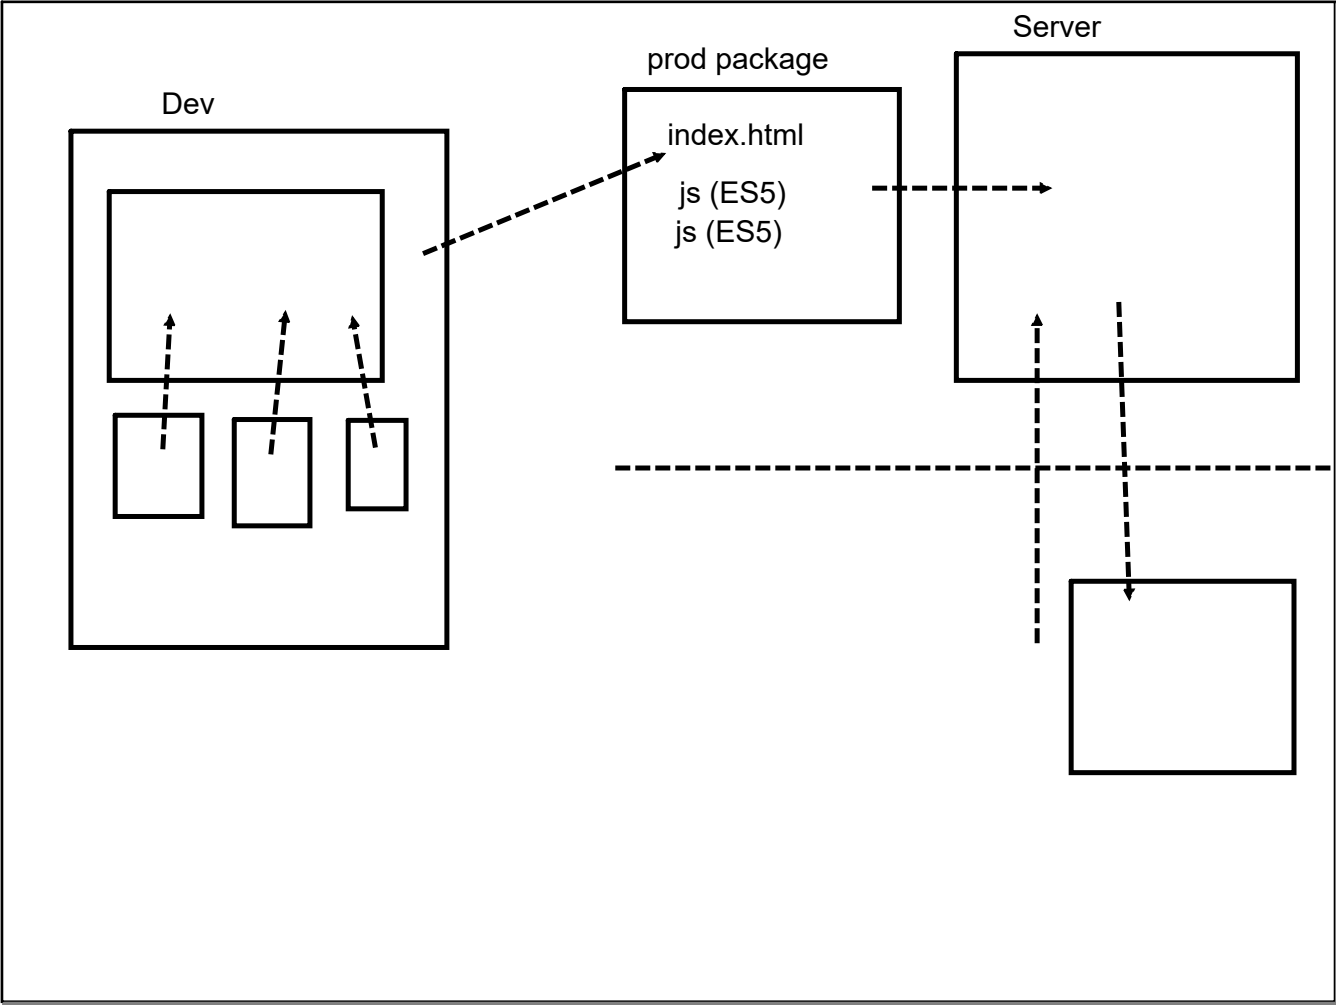 Server
prod package
Dev
index.html
js (ES5)
js (ES5)